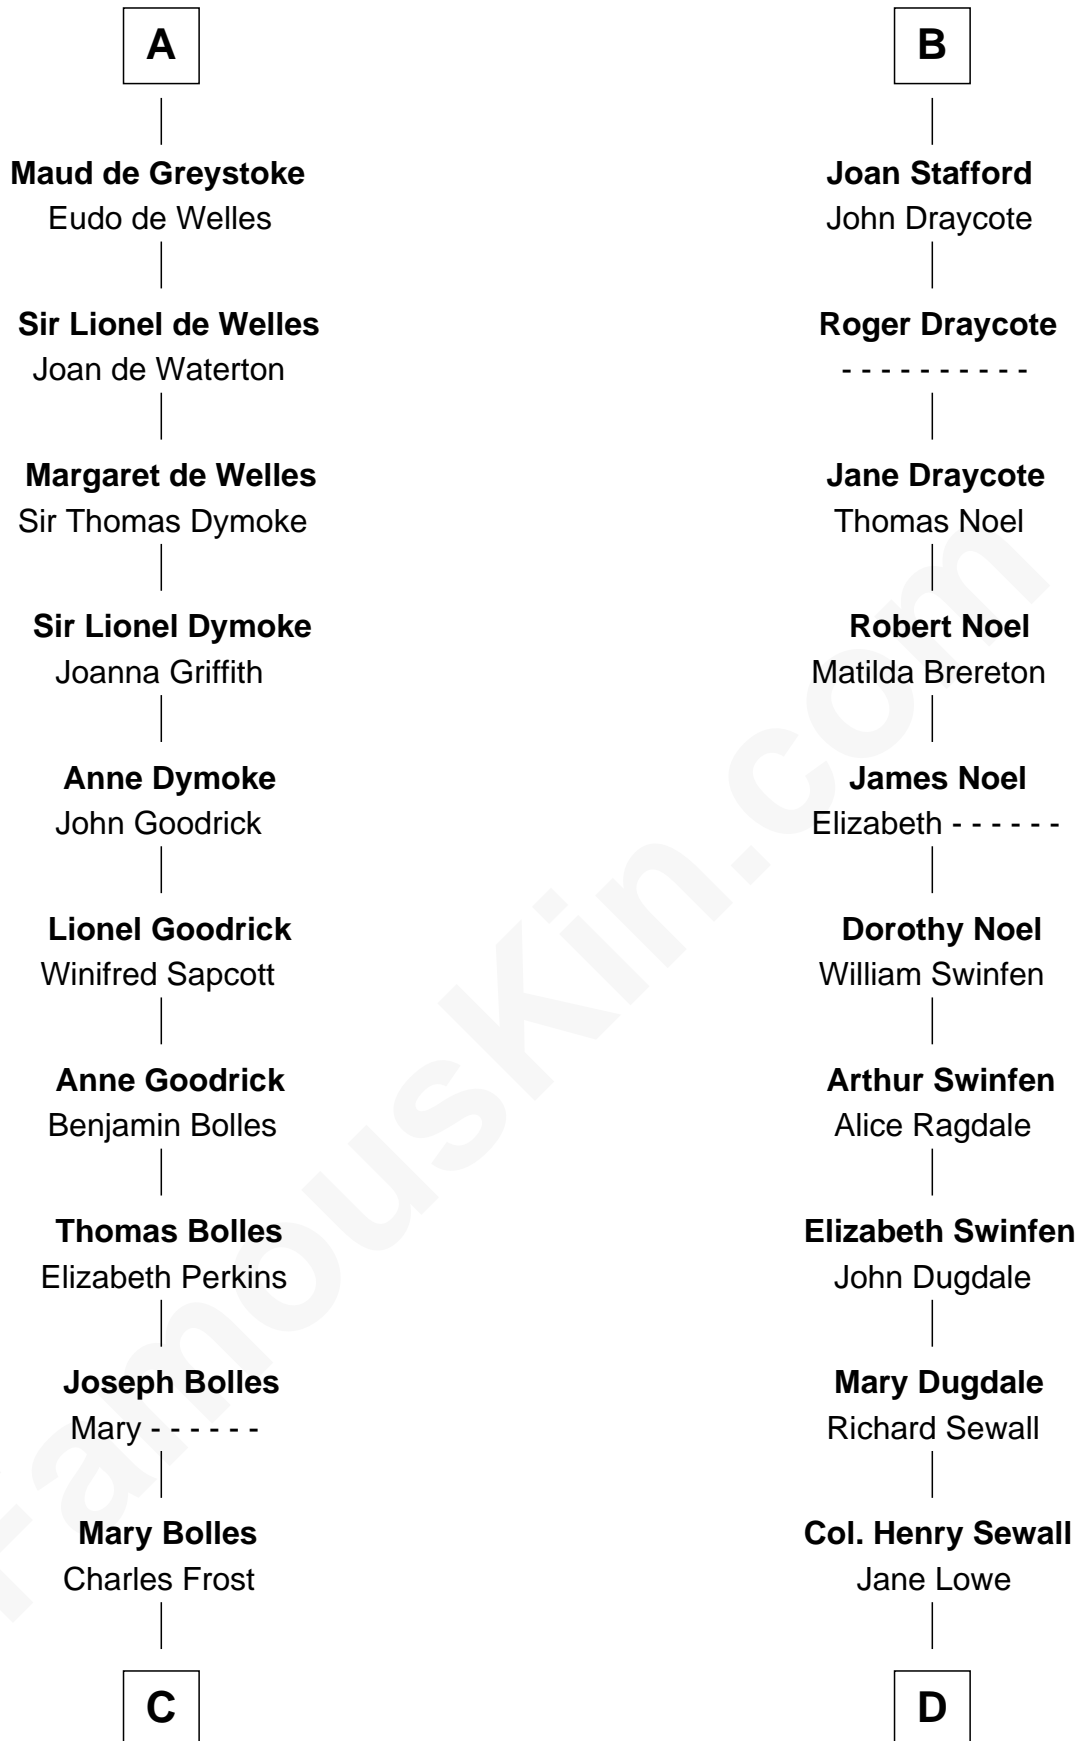 A
Maud de Greystoke
Eudo de Welles
Sir Lionel de Welles
Joan de Waterton
Margaret de Welles
Sir Thomas Dymoke
Sir Lionel Dymoke
Joanna Griffith
Anne Dymoke
John Goodrick
Lionel Goodrick
Winifred Sapcott
Anne Goodrick
Benjamin Bolles
Thomas Bolles
Elizabeth Perkins
Joseph Bolles
Mary - - - - - -
Mary Bolles
Charles Frost
C
B
Joan Stafford
John Draycote
Roger Draycote
- - - - - - - - - -
Jane Draycote
Thomas Noel
Robert Noel
Matilda Brereton
James Noel
Elizabeth - - - - - -
Dorothy Noel
William Swinfen
Arthur Swinfen
Alice Ragdale
Elizabeth Swinfen
John Dugdale
Mary Dugdale
Richard Sewall
Col. Henry Sewall
Jane Lowe
D
FamousKin.com